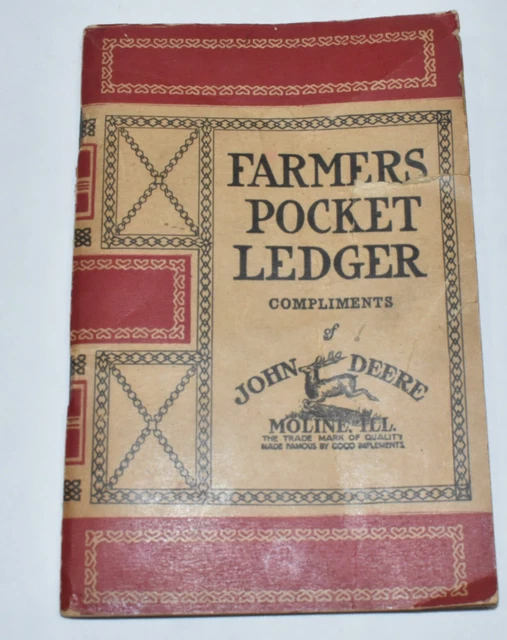 FARMERS
POCKET
LEDGER
COMPLIMENTS
of
JOHN DEERE
MOLINE, ILL.
THE TRADE MARK OF QUALITY
MADE FAMOUS BY GOOD IMPLEMENTS